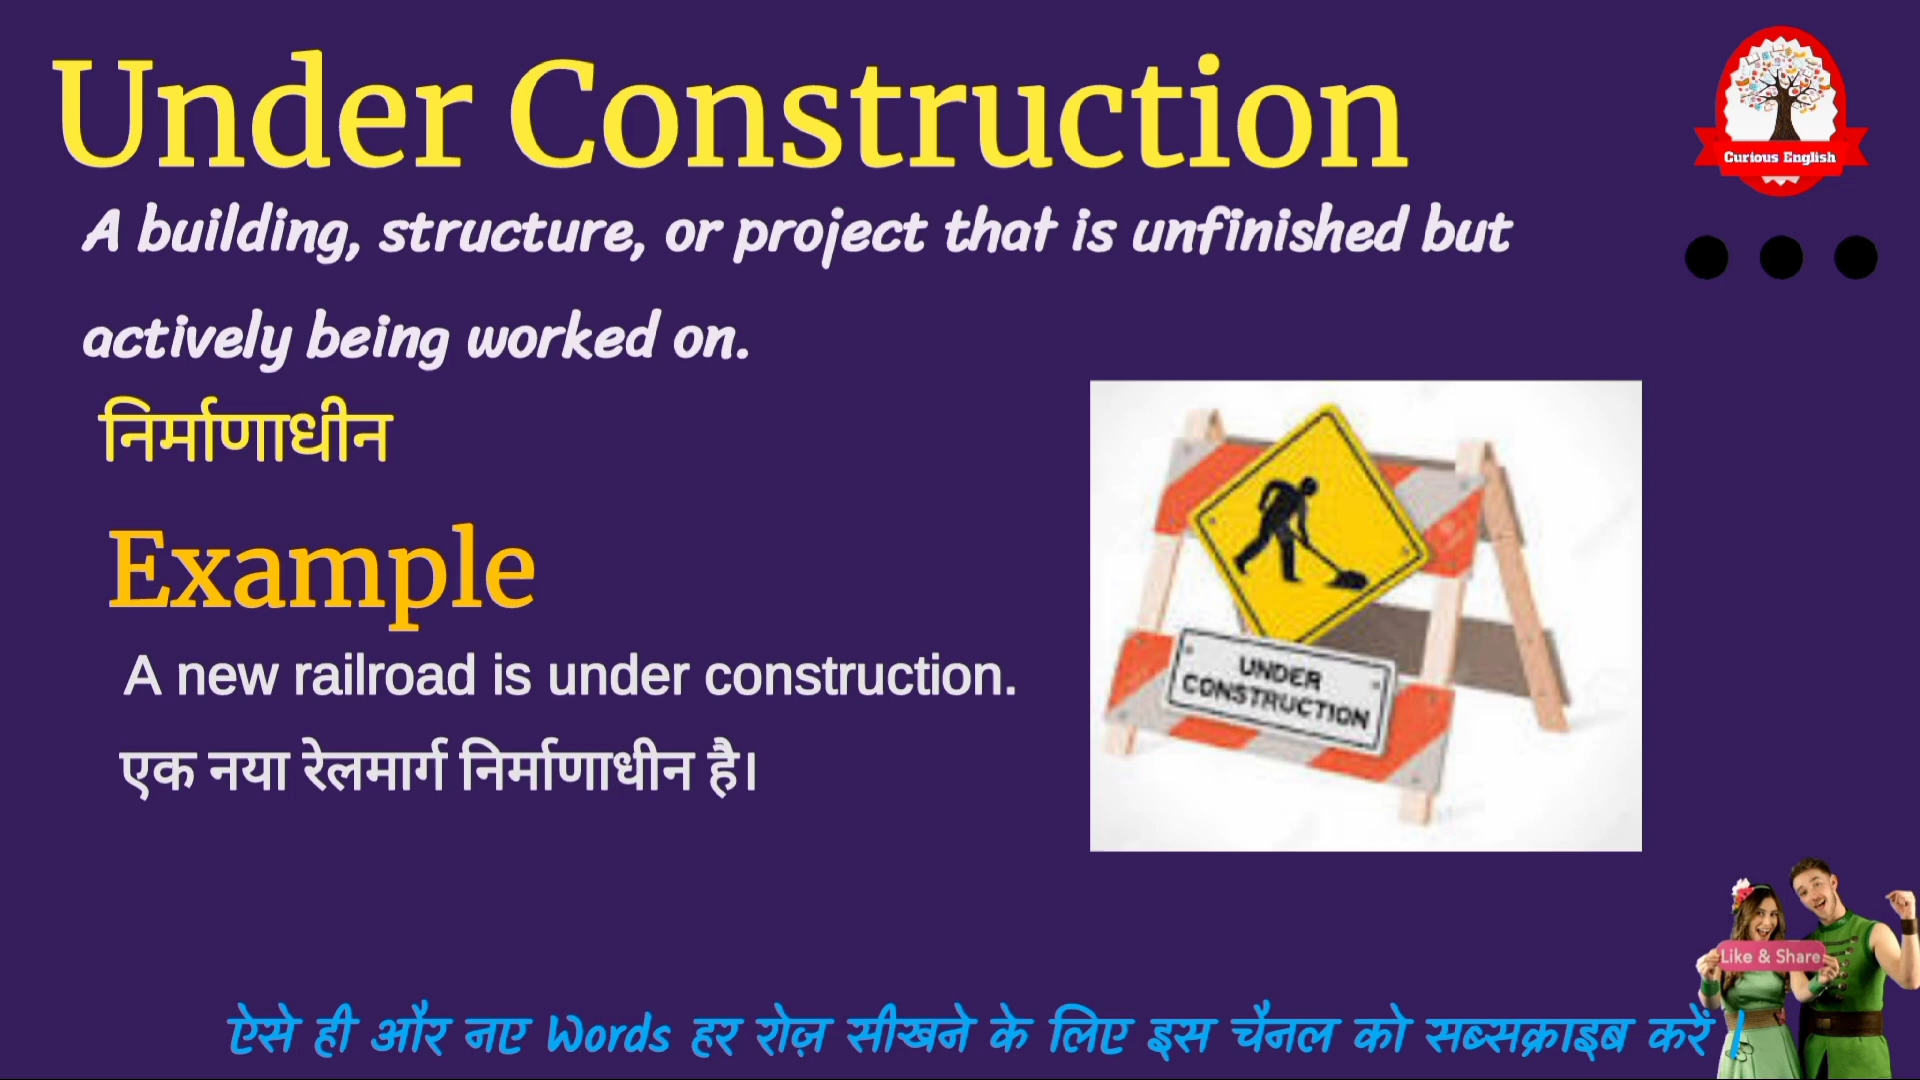 Under Construction
Curious English
A building, structure, or project that is unfinished but
actively being worked on.
निर्माणाधीन
Example
A new railroad is under construction.
एक नया रेलमार्ग निर्माणाधीन है।
UNDER
CONSTRUCTION
Like & Share
ऐसे ही और नए Words हर रोज़ सीखने के लिए इस चैनल को सब्सक्राइब करें ।